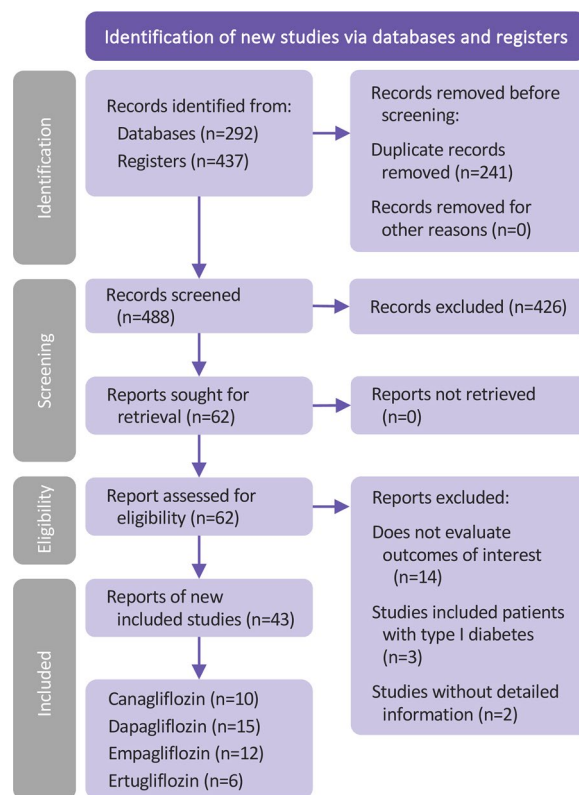 Identification of new studies via databases and registers
Identification
Records identified from:
Databases (n=292)
Registers (n=437)
Records removed before
screening:
Duplicate records
removed (n=241)
Records removed for
other reasons (n=0)
Screening
Records screened
(n=488)
Records excluded (n=426)
Reports sought for
retrieval (n=62)
Reports not retrieved
(n=0)
Eligibility
Report assessed for
eligibility (n=62)
Reports excluded:
Does not evaluate
outcomes of interest
(n=14)
Studies included patients
with type I diabetes
(n=3)
Studies without detailed
information (n=2)
Included
Reports of new
included studies (n=43)
Canagliflozin (n=10)
Dapagliflozin (n=15)
Empagliflozin (n=12)
Ertugliflozin (n=6)